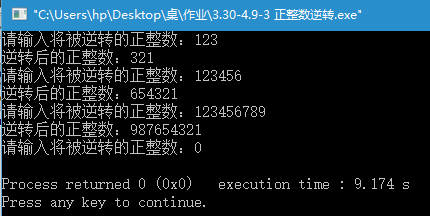 "C:\Users\hp\Desktop\桌\作业\3.30-4.9-3 正整数逆转.exe"
请输入将被逆转的正整数：123
逆转后的正整数：321
请输入将被逆转的正整数：123456
逆转后的正整数：654321
请输入将被逆转的正整数：123456789
逆转后的正整数：987654321
请输入将被逆转的正整数：0
Process returned 0 (0x0)   execution time : 9.174 s
Press any key to continue.